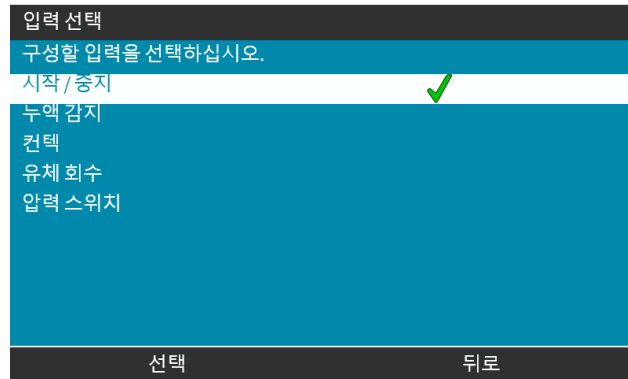 입력 선택
구성할 입력을 선택하십시오.
시작 / 중지
누액 감지
컨텍
유체 회수
압력 스위치
선택 뒤로